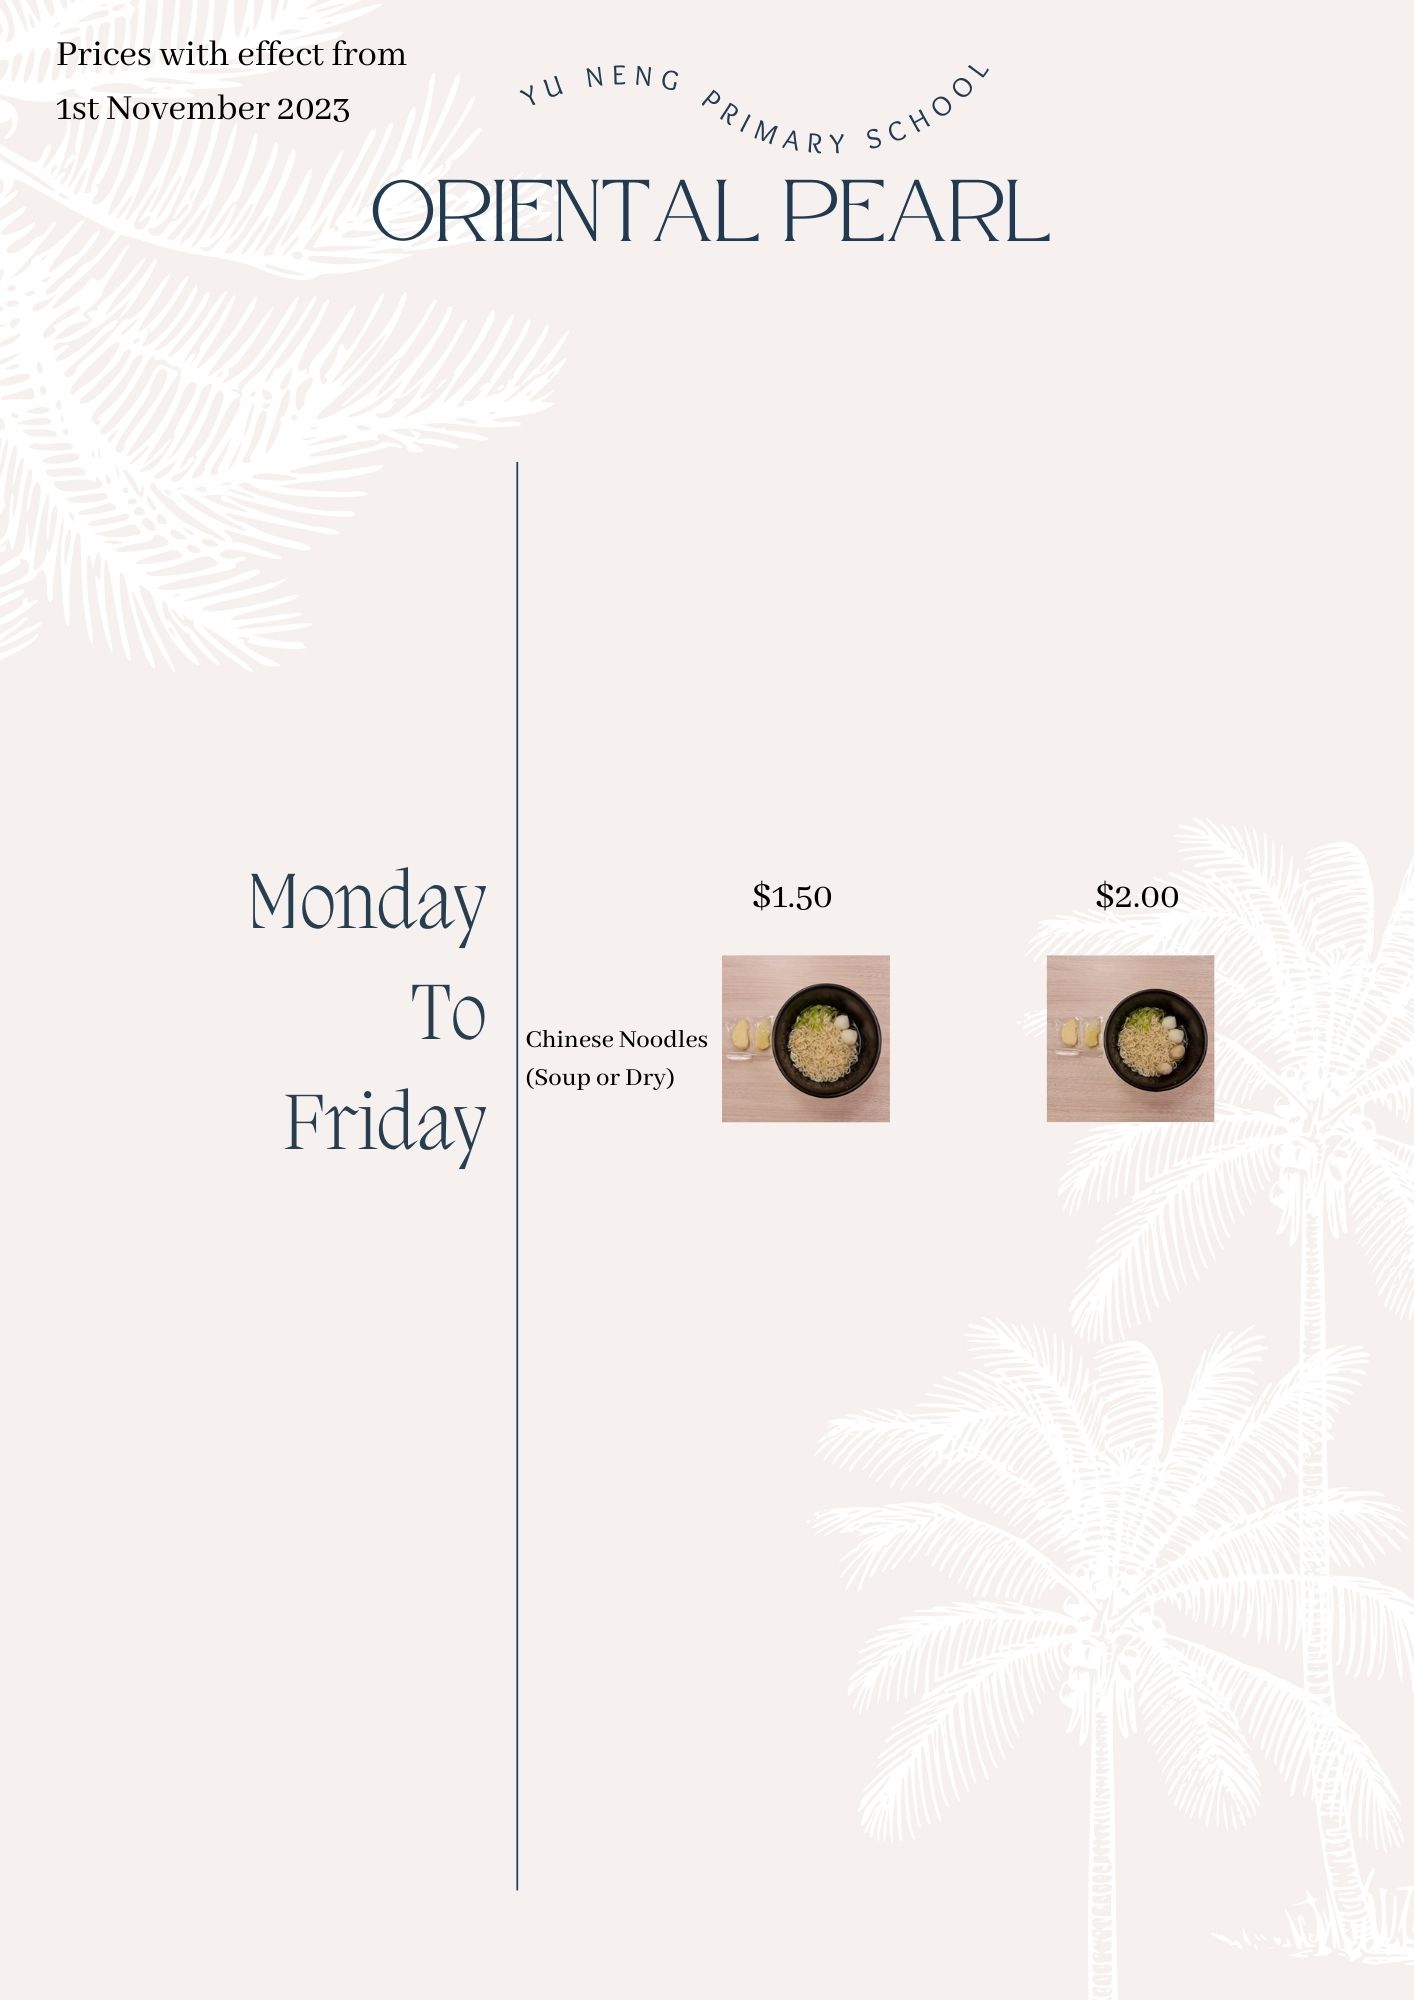 Prices with effect from
1st November 2023
YU NENG PRIMARY SCHOOL
ORIENTAL PEARL
Monday
To
Friday
$1.50
$2.00
Chinese Noodles
(Soup or Dry)